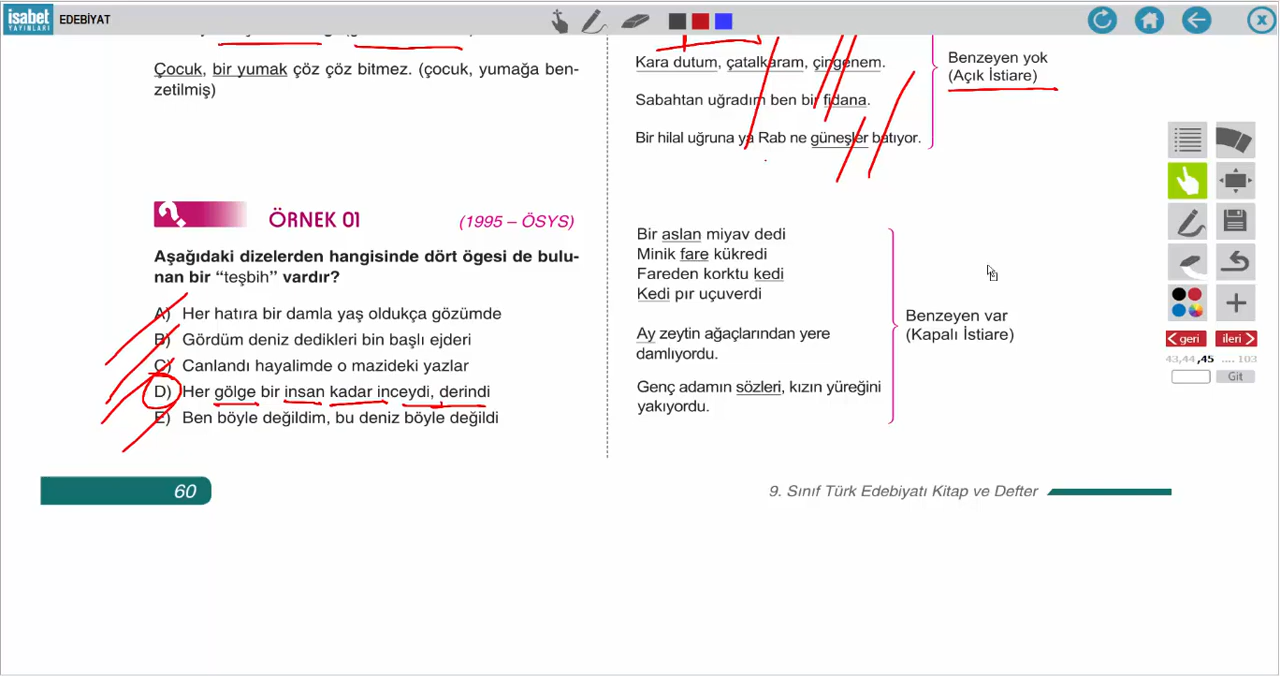 isabet
YAYINLARI
EDEBİYAT
Çocuk, bir yumak çöz çöz bitmez. (çocuk, yumağa ben-
zetilmiş)
ÖRNEK 01
(1995 – ÖSYS)
Aşağıdaki dizelerden hangisinde dört ögesi de bulu-
nan bir “teşbih” vardır?
A) Her hatıra bir damla yaş oldukça gözümde
B) Gördüm deniz dedikleri bin başlı ejderi
C) Canlandı hayalimde o mazideki yazlar
D) Her gölge bir insan kadar inceydi, derindi
E) Ben böyle değildim, bu deniz böyle değildi
60
Kara dutum, çatalkaram, çingenem.
Sabahtan uğradım ben bir fidana.
Bir hilal uğruna ya Rab ne güneşler batıyor.
Benzeyen yok
(Açık İstiare)
Bir aslan miyav dedi
Minik fare kükredi
Fareden korktu kedi
Kedi pır uçuverdi
Ay zeytin ağaçlarından yere
damlıyordu.
Genç adamın sözleri, kızın yüreğini
yakıyordu.
Benzeyen var
(Kapalı İstiare)
9. Sınıf Türk Edebiyatı Kitap ve Defter
geri
ileri
43,44,45 .... 103
Git